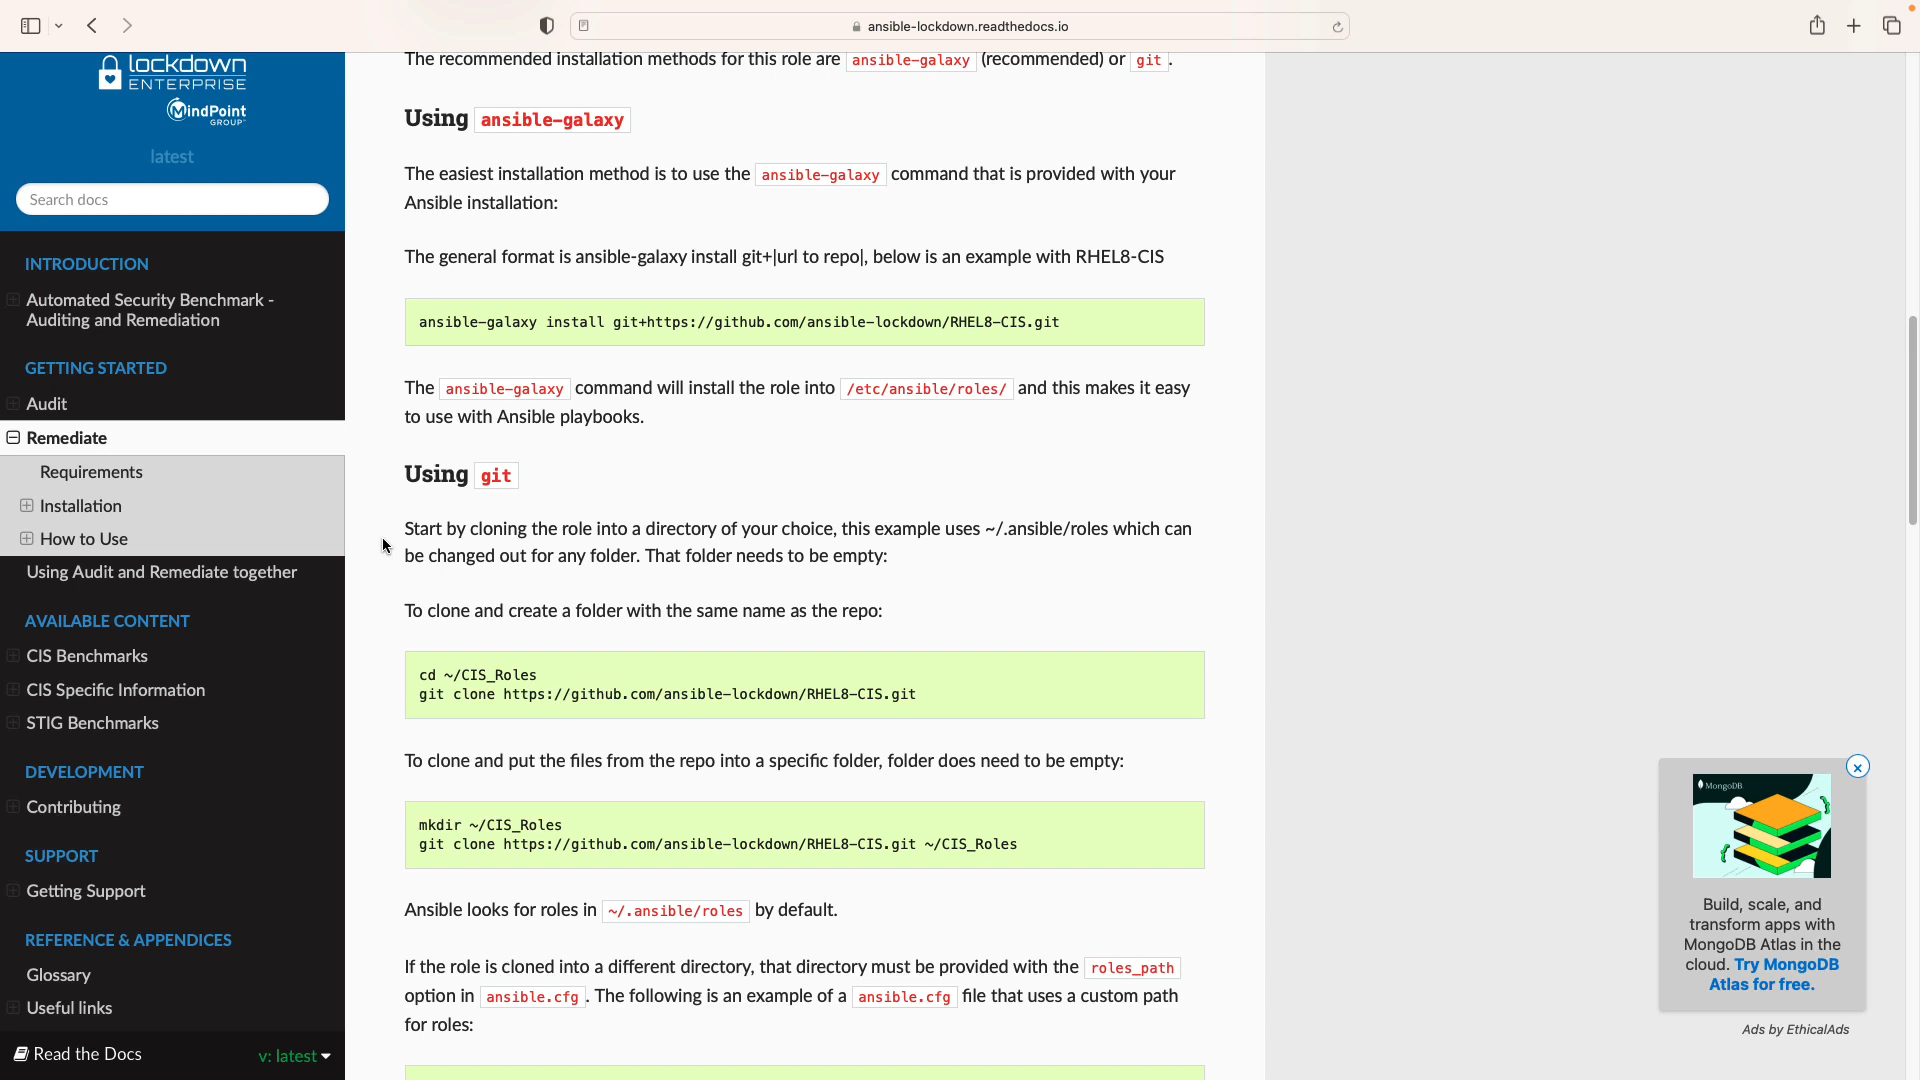 ansible-lockdown.readthedocs.io
lockdown
ENTERPRISE
MindPoint
GROUP
latest
Search docs
INTRODUCTION
Automated Security Benchmark -
Auditing and Remediation
GETTING STARTED
Audit
Remediate
Requirements
Installation
How to Use
Using Audit and Remediate together
AVAILABLE CONTENT
CIS Benchmarks
CIS Specific Information
STIG Benchmarks
DEVELOPMENT
Contributing
SUPPORT
Getting Support
REFERENCE & APPENDICES
Glossary
Useful links
Read the Docs
v: latest
The recommended installation methods for this role are ansible-galaxy (recommended) or git .
Using ansible-galaxy
The easiest installation method is to use the ansible-galaxy command that is provided with your
Ansible installation:
The general format is ansible-galaxy install git+|url to repo|, below is an example with RHEL8-CIS
ansible-galaxy install git+https://github.com/ansible-lockdown/RHEL8-CIS.git
The ansible-galaxy command will install the role into /etc/ansible/roles/ and this makes it easy
to use with Ansible playbooks.
Using git
Start by cloning the role into a directory of your choice, this example uses ~/.ansible/roles which can
be changed out for any folder. That folder needs to be empty:
To clone and create a folder with the same name as the repo:
cd ~/CIS_Roles
git clone https://github.com/ansible-lockdown/RHEL8-CIS.git
To clone and put the files from the repo into a specific folder, folder does need to be empty:
mkdir ~/CIS_Roles
git clone https://github.com/ansible-lockdown/RHEL8-CIS.git ~/CIS_Roles
Ansible looks for roles in ~/.ansible/roles by default.
If the role is cloned into a different directory, that directory must be provided with the roles_path
option in ansible.cfg . The following is an example of a ansible.cfg file that uses a custom path
for roles:
MongoDB
Build, scale, and
transform apps with
MongoDB Atlas in the
cloud. Try MongoDB
Atlas for free.
Ads by EthicalAds